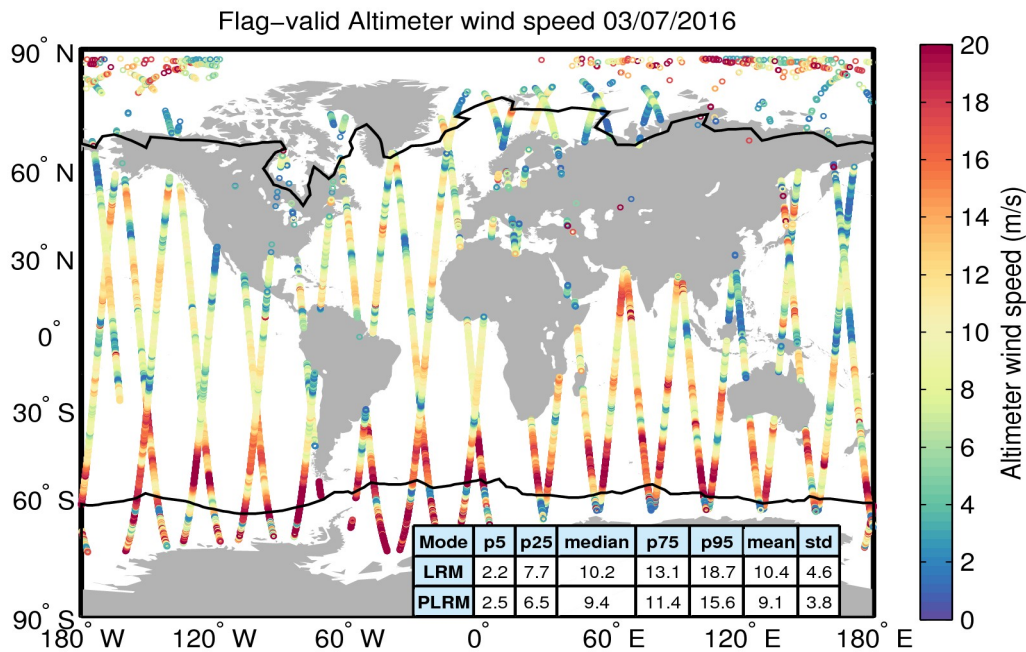 Flag−valid Altimeter wind speed 03/07/2016
90° N
60° N
30° N
0°
30° S
60° S
90° S
180° W
120° W
60° W
0°
60° E
120° E
180° E
Mode p5 p25 median p75 p95 mean std
LRM 2.2 7.7 10.2 13.1 18.7 10.4 4.6
PLRM 2.5 6.5 9.4 11.4 15.6 9.1 3.8
20
18
16
14
12
10
8
6
4
2
0
Altimeter wind speed (m/s)